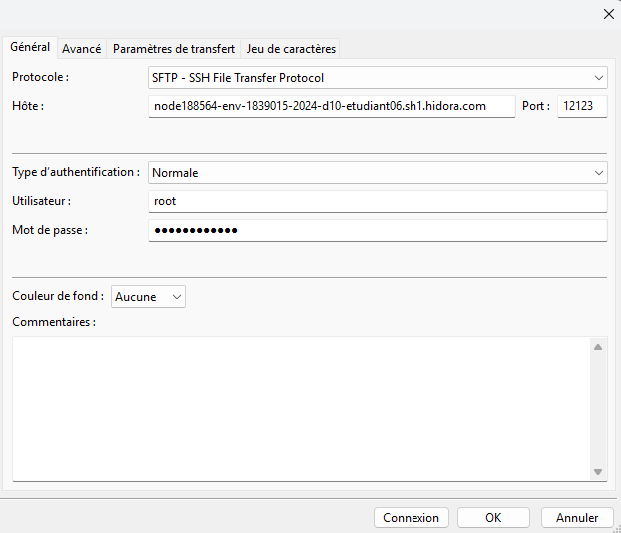 Général Avancé Paramètres de transfert Jeu de caractères
Protocole : SFTP - SSH File Transfer Protocol
Hôte : node188564-env-1839015-2024-d10-etudiant06.sh1.hidora.com Port : 12123
Type d'authentification : Normale
Utilisateur : root
Mot de passe : ●●●●●●●●●●●●
Couleur de fond : Aucune
Commentaires :
Connexion OK Annuler